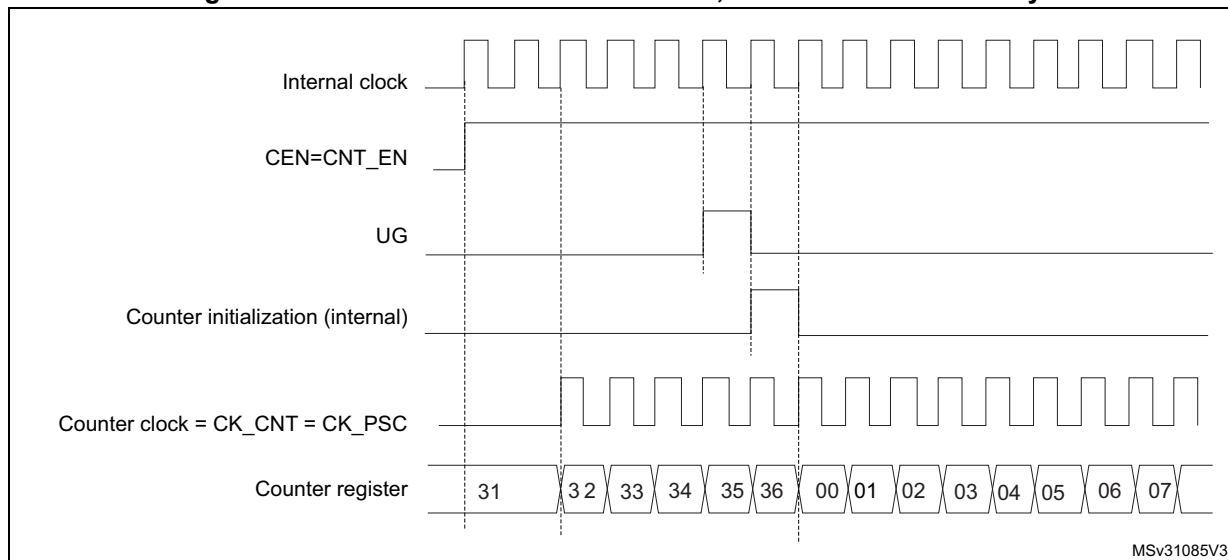 Internal clock
CEN=CNT_EN
UG
Counter initialization (internal)
Counter clock = CK_CNT = CK_PSC
Counter register 31 32 33 34 35 36 00 01 02 03 04 05 06 07
MSv31085V3